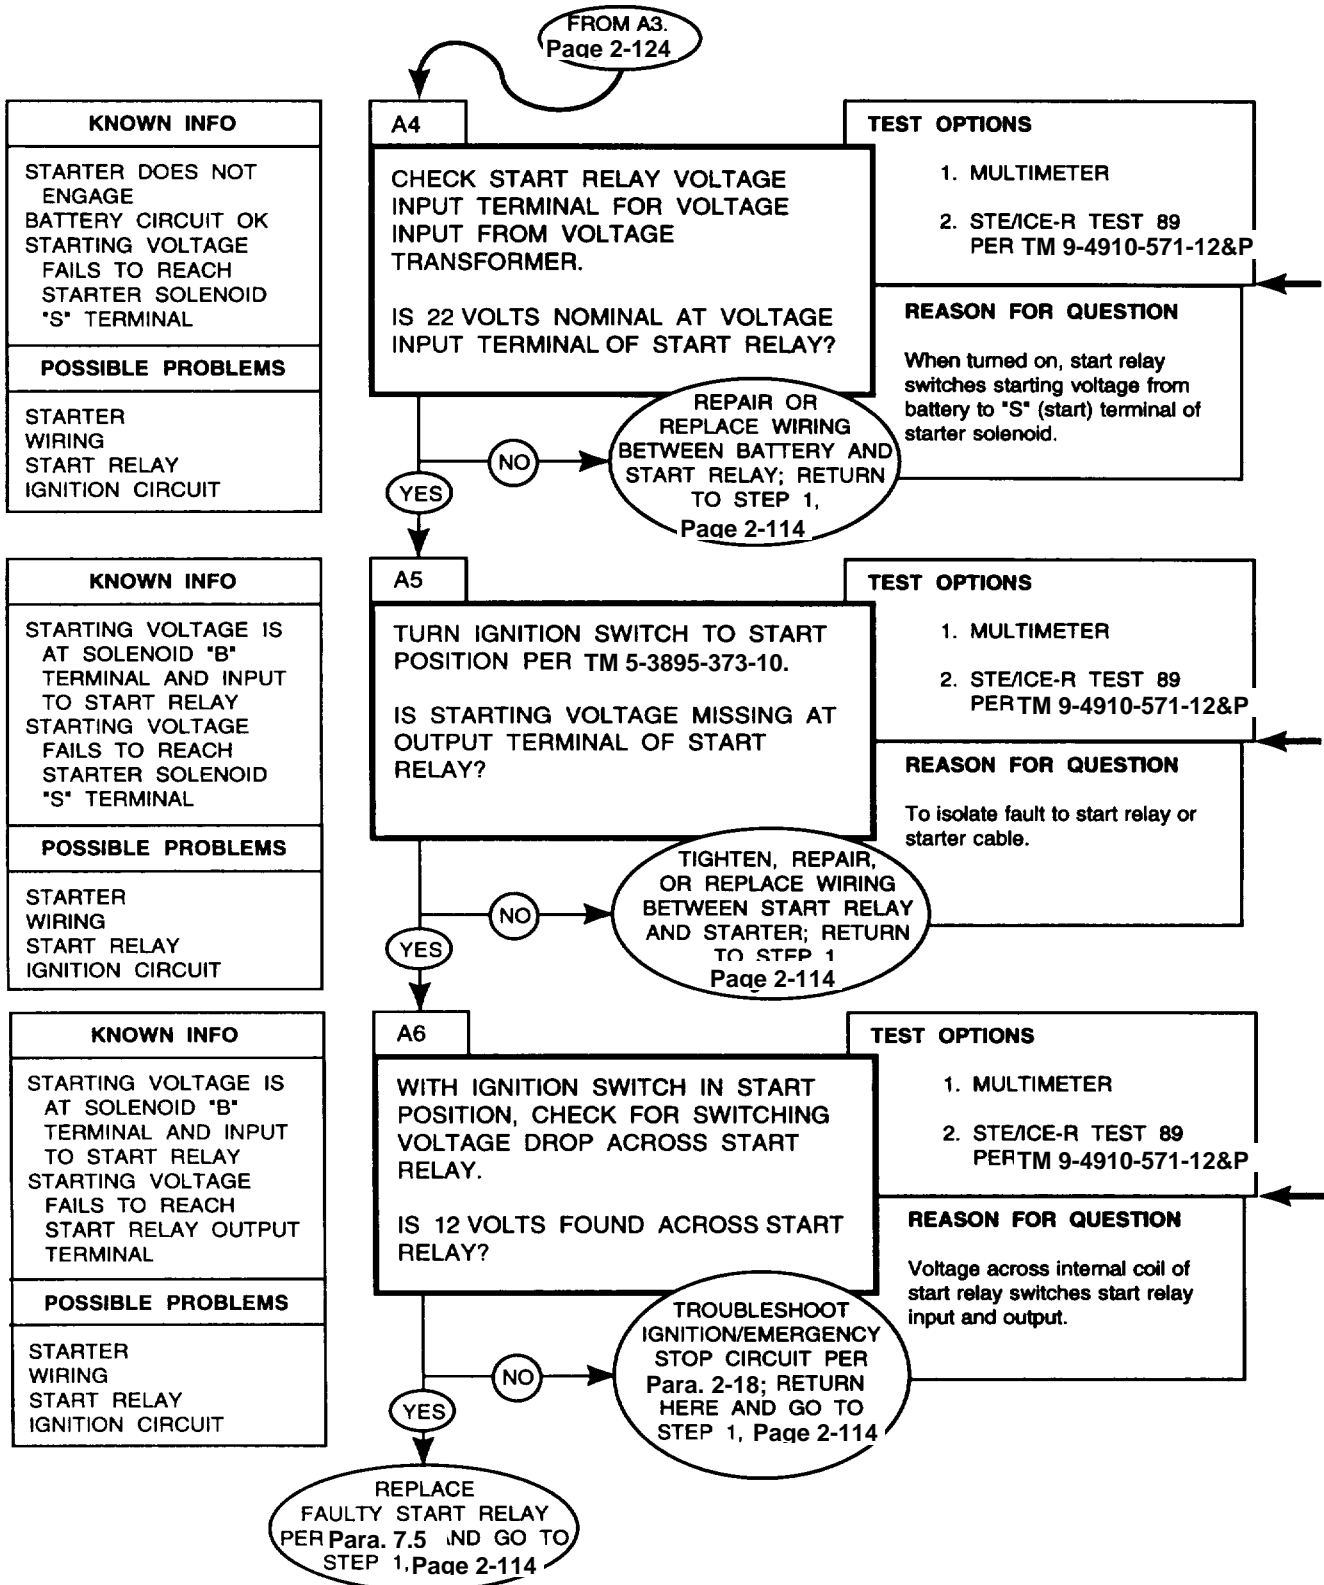 FROM A3.
Page 2-124
KNOWN INFO
STARTER DOES NOT
ENGAGE
BATTERY CIRCUIT OK
STARTING VOLTAGE
FAILS TO REACH
STARTER SOLENOID
"S" TERMINAL
POSSIBLE PROBLEMS
STARTER
WIRING
START RELAY
IGNITION CIRCUIT
A4
CHECK START RELAY VOLTAGE
INPUT TERMINAL FOR VOLTAGE
INPUT FROM VOLTAGE
TRANSFORMER.
IS 22 VOLTS NOMINAL AT VOLTAGE
INPUT TERMINAL OF START RELAY?
TEST OPTIONS
1. MULTIMETER
2. STE/ICE-R TEST 89
PER TM 9-4910-571-12&P
REASON FOR QUESTION
When turned on, start relay
switches starting voltage from
battery to "S" (start) terminal of
starter solenoid.
NO
REPAIR OR
REPLACE WIRING
BETWEEN BATTERY AND
START RELAY; RETURN
TO STEP 1,
Page 2-114
YES
KNOWN INFO
STARTING VOLTAGE IS
AT SOLENOID "B"
TERMINAL AND INPUT
TO START RELAY
STARTING VOLTAGE
FAILS TO REACH
STARTER SOLENOID
"S" TERMINAL
POSSIBLE PROBLEMS
STARTER
WIRING
START RELAY
IGNITION CIRCUIT
A5
TURN IGNITION SWITCH TO START
POSITION PER TM 5-3895-373-10.
IS STARTING VOLTAGE MISSING AT
OUTPUT TERMINAL OF START
RELAY?
TEST OPTIONS
1. MULTIMETER
2. STE/ICE-R TEST 89
PER TM 9-4910-571-12&P
REASON FOR QUESTION
To isolate fault to start relay or
starter cable.
NO
TIGHTEN, REPAIR,
OR REPLACE WIRING
BETWEEN START RELAY
AND STARTER; RETURN
TO STEP 1
Page 2-114
YES
KNOWN INFO
STARTING VOLTAGE IS
AT SOLENOID "B"
TERMINAL AND INPUT
TO START RELAY
STARTING VOLTAGE
FAILS TO REACH
START RELAY OUTPUT
TERMINAL
POSSIBLE PROBLEMS
STARTER
WIRING
START RELAY
IGNITION CIRCUIT
A6
WITH IGNITION SWITCH IN START
POSITION, CHECK FOR SWITCHING
VOLTAGE DROP ACROSS START
RELAY.
IS 12 VOLTS FOUND ACROSS START
RELAY?
TEST OPTIONS
1. MULTIMETER
2. STE/ICE-R TEST 89
PER TM 9-4910-571-12&P
REASON FOR QUESTION
Voltage across internal coil of
start relay switches start relay
input and output.
NO
TROUBLESHOOT
IGNITION/EMERGENCY
STOP CIRCUIT PER
Para. 2-18; RETURN
HERE AND GO TO
STEP 1, Page 2-114
YES
REPLACE
FAULTY START RELAY
PER Para. 7.5 AND GO TO
STEP 1, Page 2-114